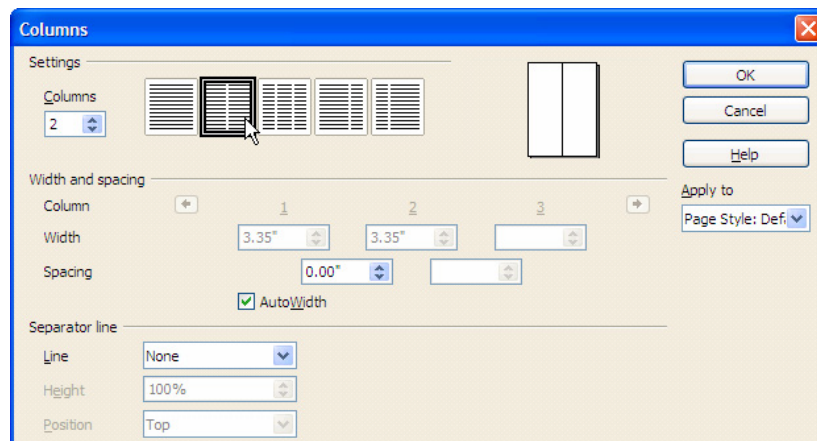 Columns
Settings
Columns
2
OK
Cancel
Help
Width and spacing
Apply to
Column 1 2 3
Page Style: Def
Width 3.35" 3.35"
Spacing 0.00"
AutoWidth
Separator line
Line None
Height 100%
Position Top